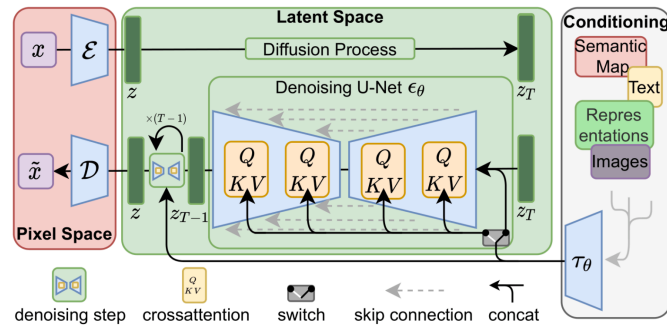 Latent Space
Conditioning
x
ℰ
Diffusion Process
Semantic
Map
z
z_T
Text
Denoising U-Net ϵ_θ
Repres
entations
×(T−1)
Images
Q
KV
Q
KV
Q
KV
Q
KV
x̃
𝒟
z
z_{T−1}
z_T
Pixel Space
τ_θ
Q
KV
denoising step
crossattention
switch
skip connection
concat